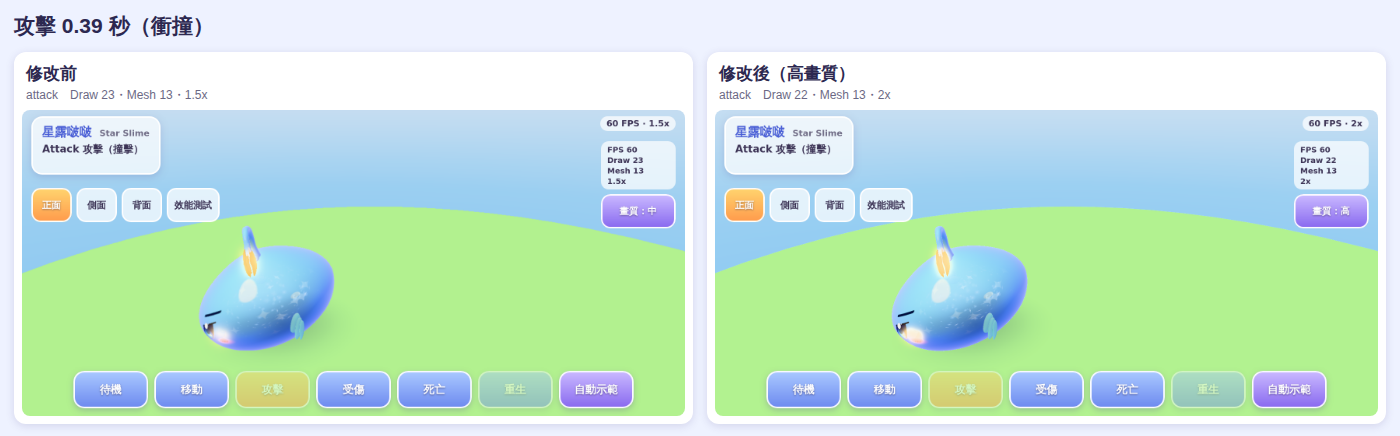 攻擊 0.39 秒（衝撞）
修改前
attack Draw 23・Mesh 13・1.5x
星露啵啵 Star Slime
Attack 攻擊（撞擊）
60 FPS · 1.5x
FPS 60
Draw 23
Mesh 13
1.5x
正面 側面 背面 效能測試
畫質：中
待機 移動 攻擊 受傷 死亡 重生 自動示範
修改後（高畫質）
attack Draw 22・Mesh 13・2x
星露啵啵 Star Slime
Attack 攻擊（撞擊）
60 FPS · 2x
FPS 60
Draw 22
Mesh 13
2x
正面 側面 背面 效能測試
畫質：高
待機 移動 攻擊 受傷 死亡 重生 自動示範